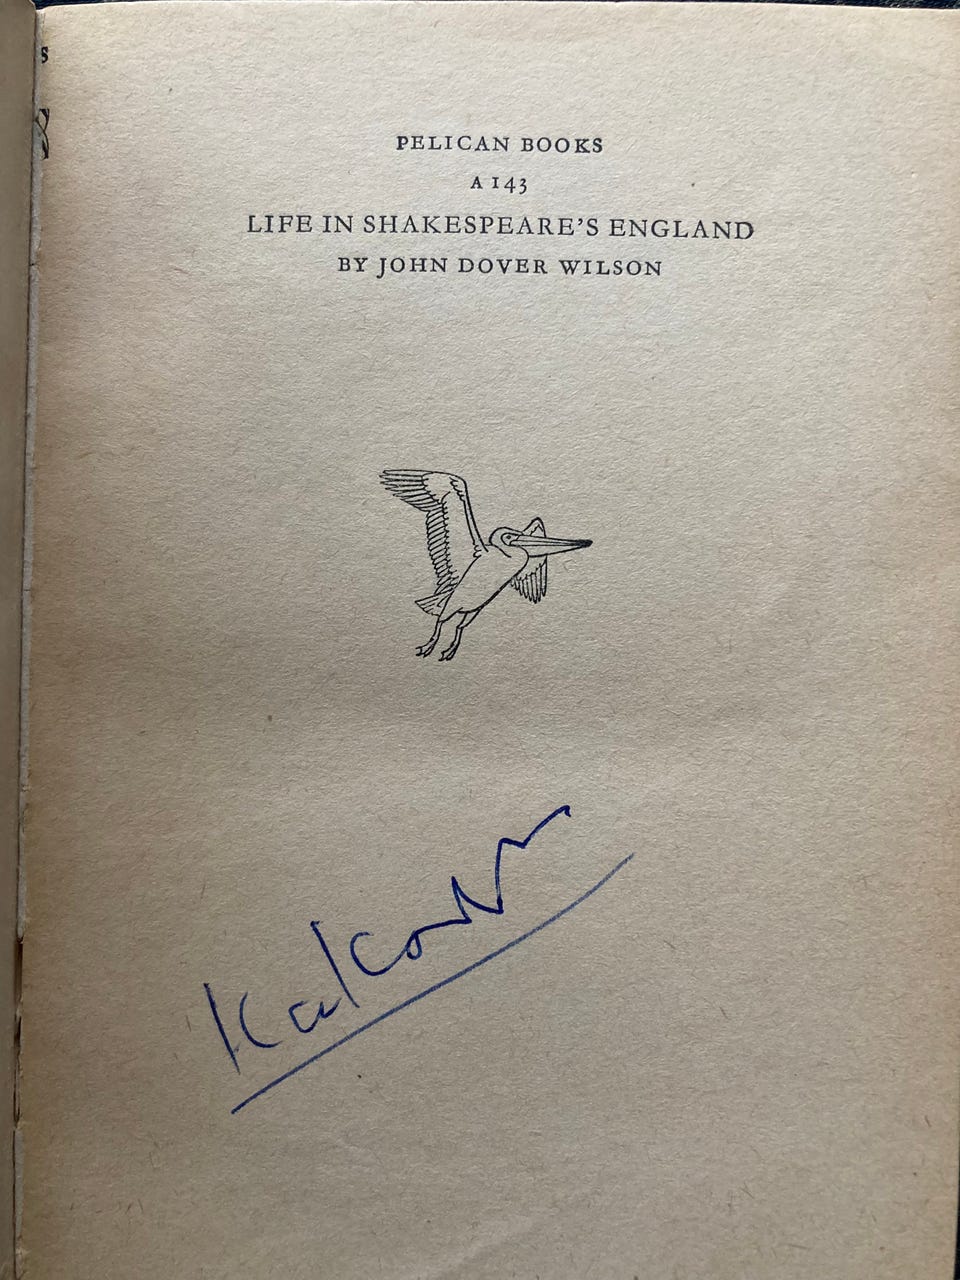 PELICAN BOOKS
A 143
LIFE IN SHAKESPEARE'S ENGLAND
BY JOHN DOVER WILSON